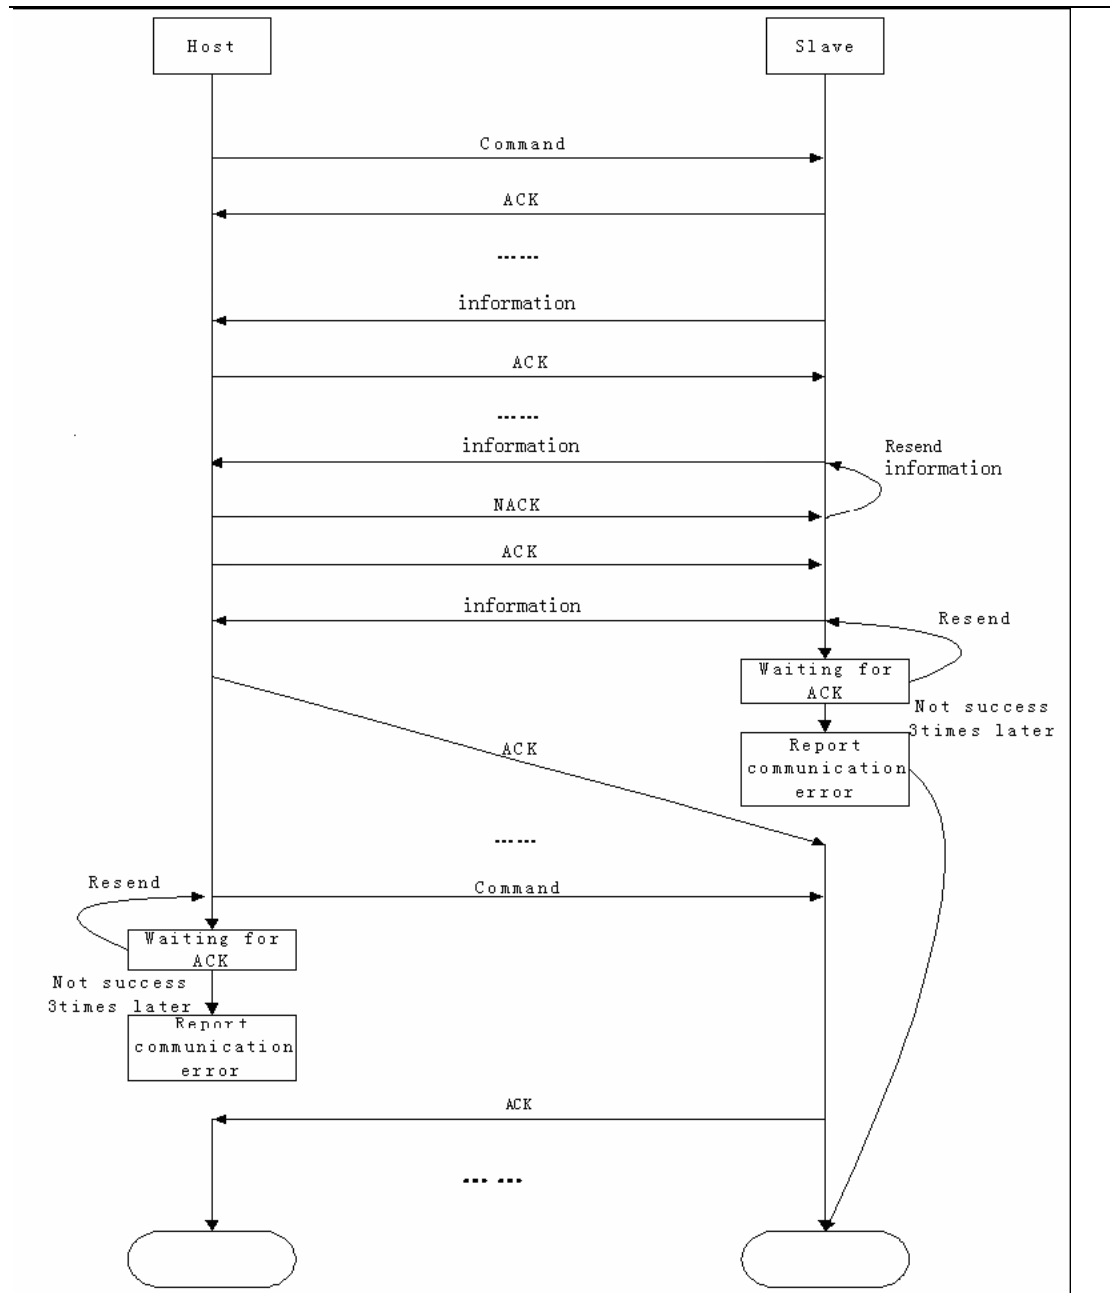 Host
Slave
Command
ACK
......
information
ACK
......
information
Resend
information
NACK
ACK
information
Resend
Waiting for
ACK
Not success
3times later
ACK
Report
communication
error
......
Resend
Command
Waiting for
ACK
Not success
3times later
Report
communication
error
ACK
... ...